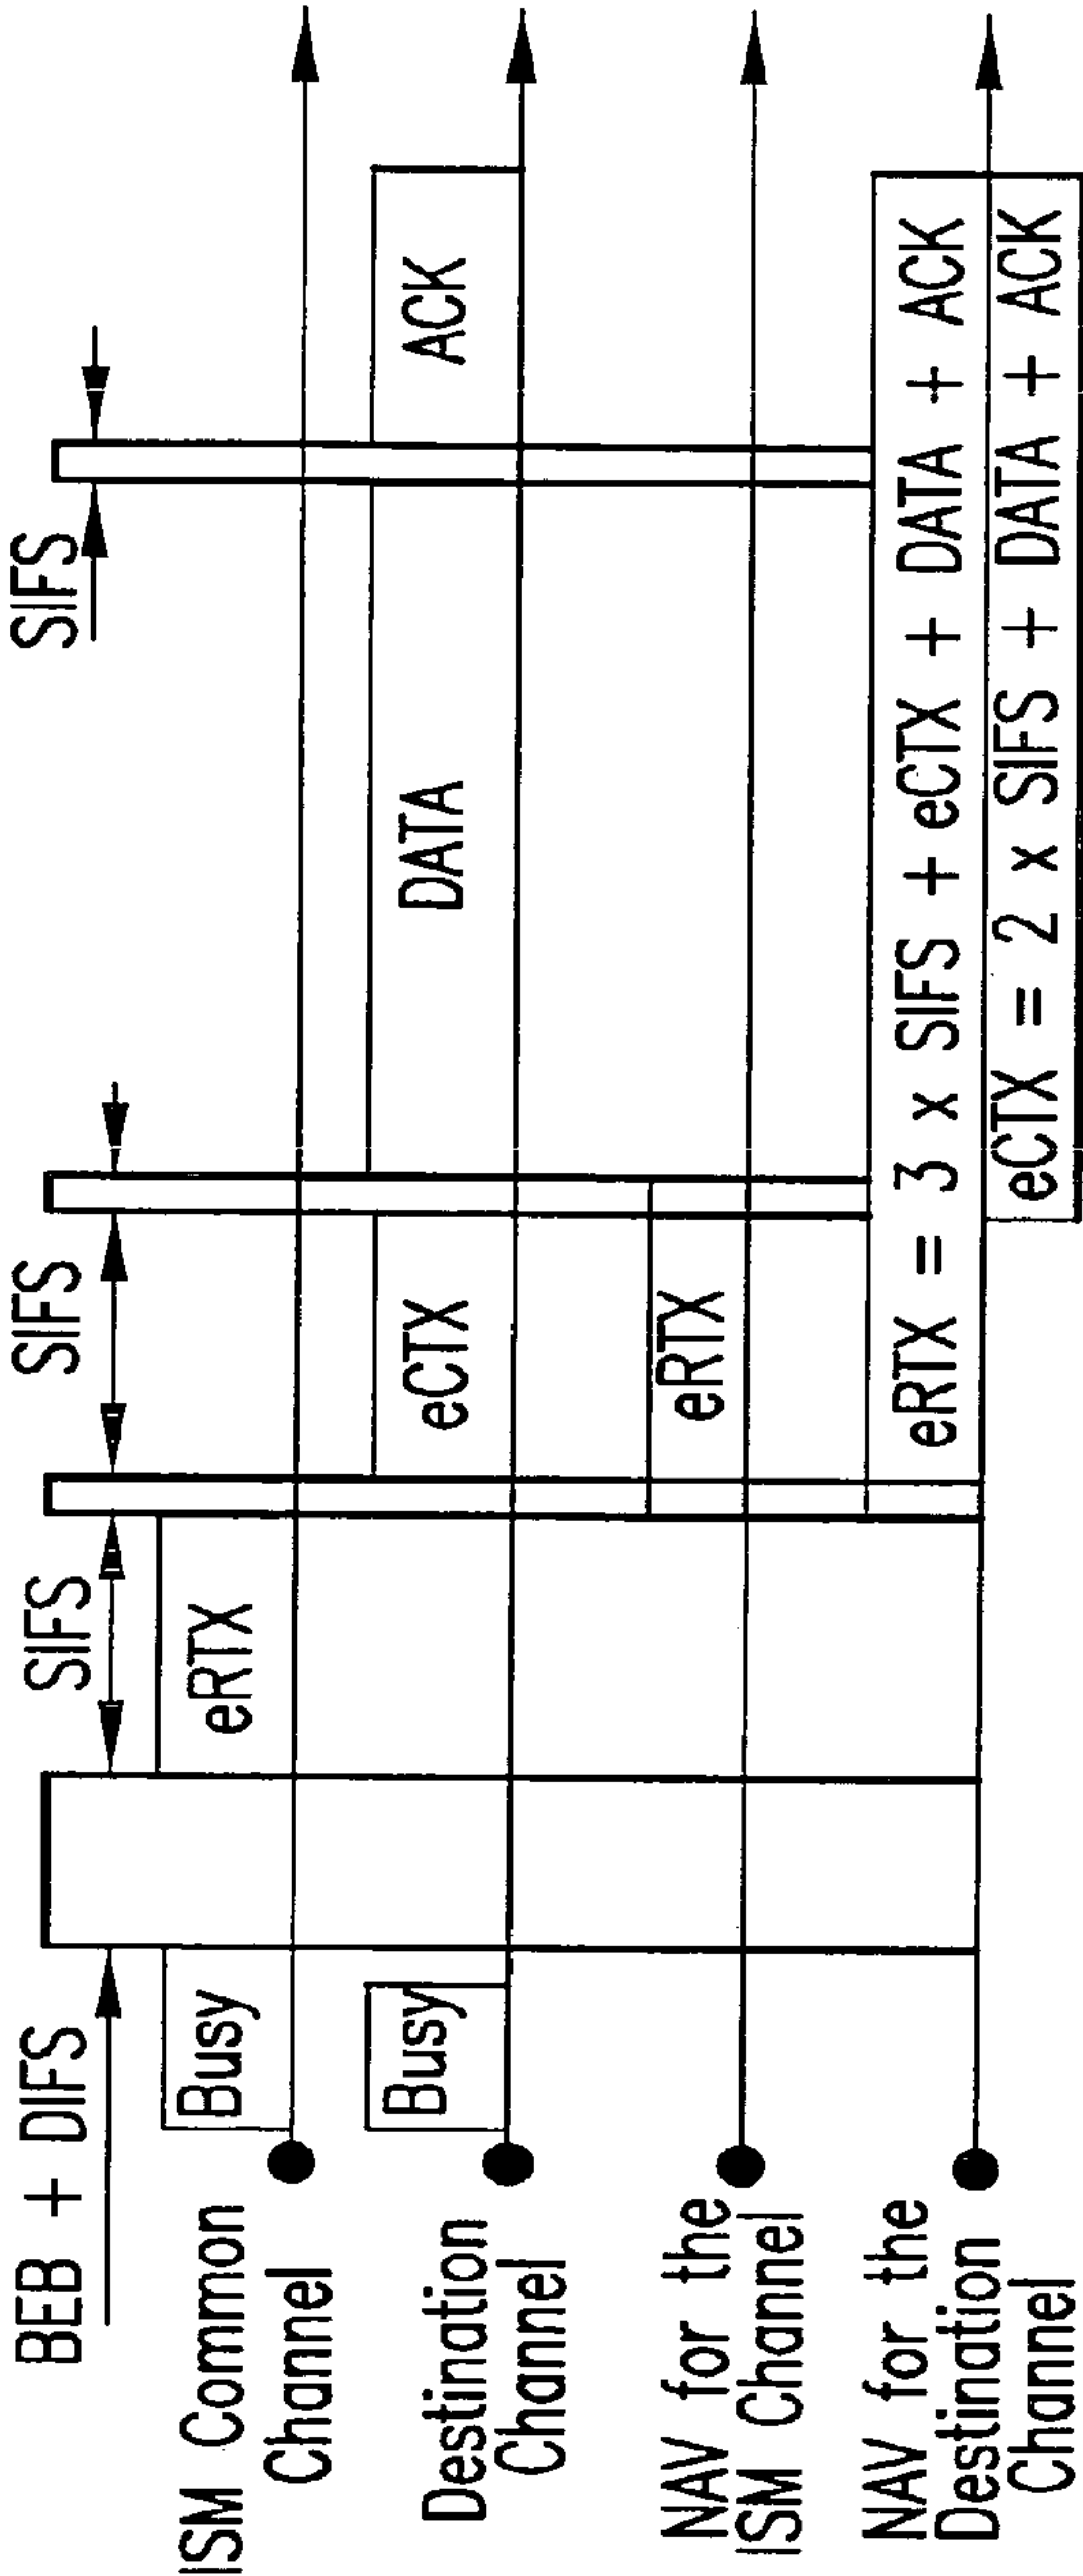 BEB + DIFS
SIFS
SIFS
SIFS
ISM Common
Channel
Busy
eRTX
Destination
Channel
Busy
eCTX
DATA
ACK
NAV for the
ISM Channel
eRTX
NAV for the
Destination
Channel
eRTX = 3 x SIFS + eCTX + DATA + ACK
eCTX = 2 x SIFS + DATA + ACK